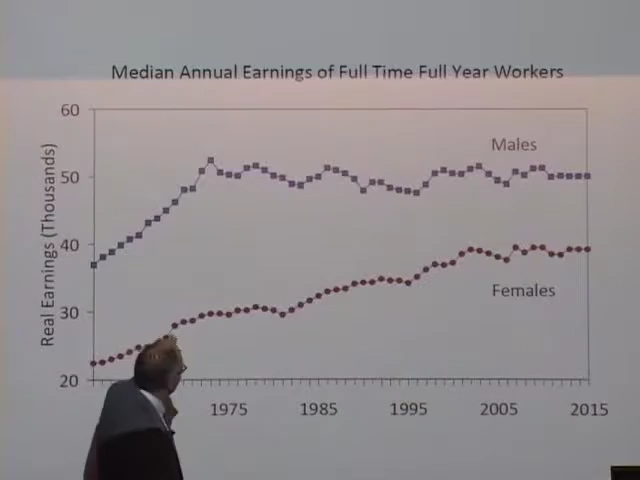 Median Annual Earnings of Full Time Full Year Workers
Real Earnings (Thousands)
60
50
40
30
20
Males
Females
1975
1985
1995
2005
2015